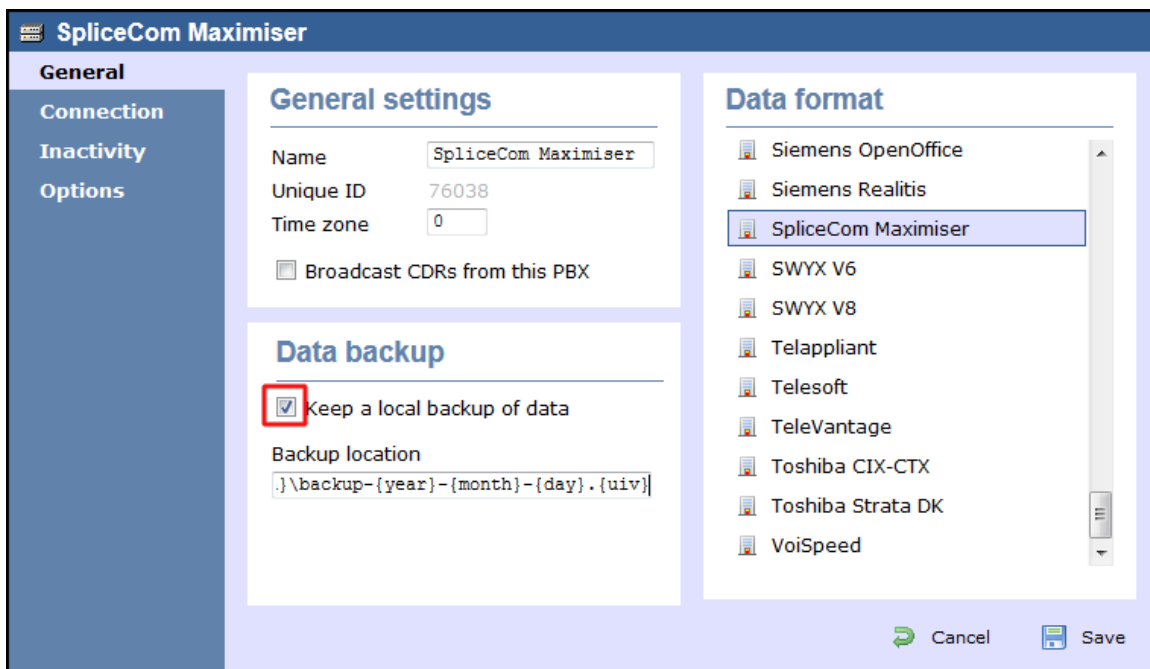 SpliceCom Maximiser
General
Connection
Inactivity
Options
General settings
Name SpliceCom Maximiser
Unique ID 76038
Time zone 0
Broadcast CDRs from this PBX
Data backup
Keep a local backup of data
Backup location
.}\backup-{year}-{month}-{day}.{uiv}
Data format
Siemens OpenOffice
Siemens Realitis
SpliceCom Maximiser
SWYX V6
SWYX V8
Telappliant
Telesoft
TeleVantage
Toshiba CIX-CTX
Toshiba Strata DK
VoiSpeed
Cancel Save